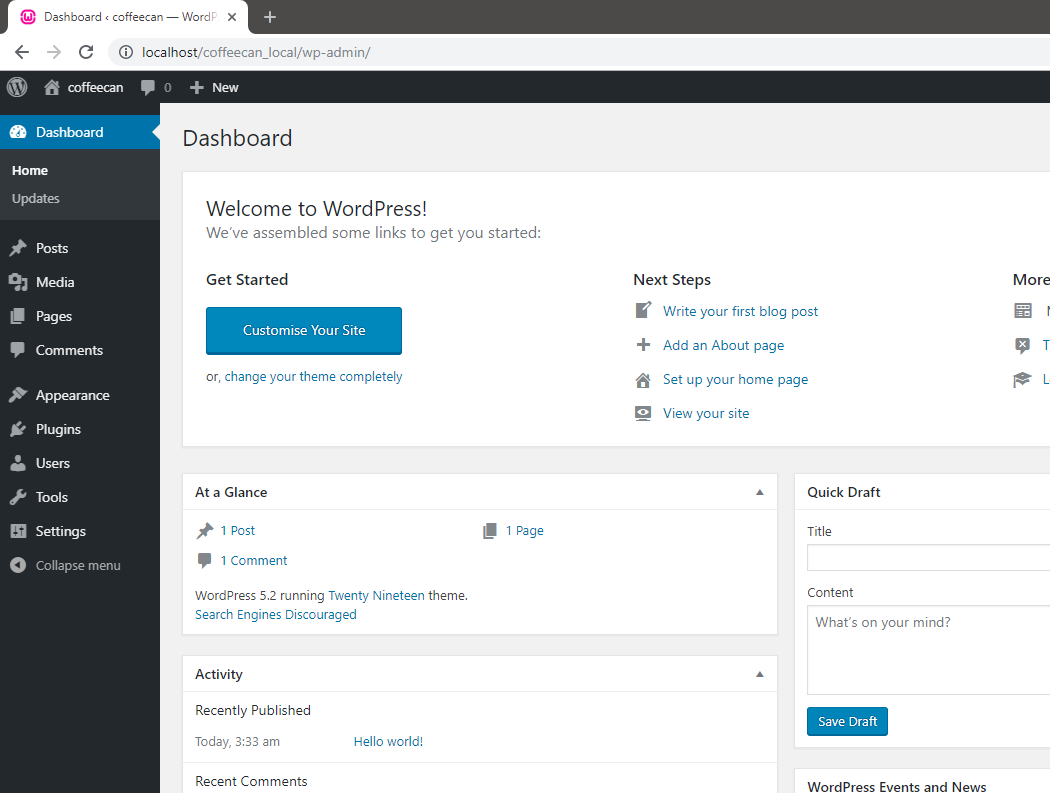 Dashboard ‹ coffeecan — WordP
localhost/coffeecan_local/wp-admin/
coffeecan 0 New
Dashboard
Home
Updates
Posts
Media
Pages
Comments
Appearance
Plugins
Users
Tools
Settings
Collapse menu
Dashboard
Welcome to WordPress!
We've assembled some links to get you started:
Get Started
Customise Your Site
or, change your theme completely
Next Steps
Write your first blog post
Add an About page
Set up your home page
View your site
More
At a Glance
1 Post
1 Page
1 Comment
WordPress 5.2 running Twenty Nineteen theme.
Search Engines Discouraged
Activity
Recently Published
Today, 3:33 am Hello world!
Recent Comments
Quick Draft
Title
Content
What's on your mind?
Save Draft
WordPress Events and News